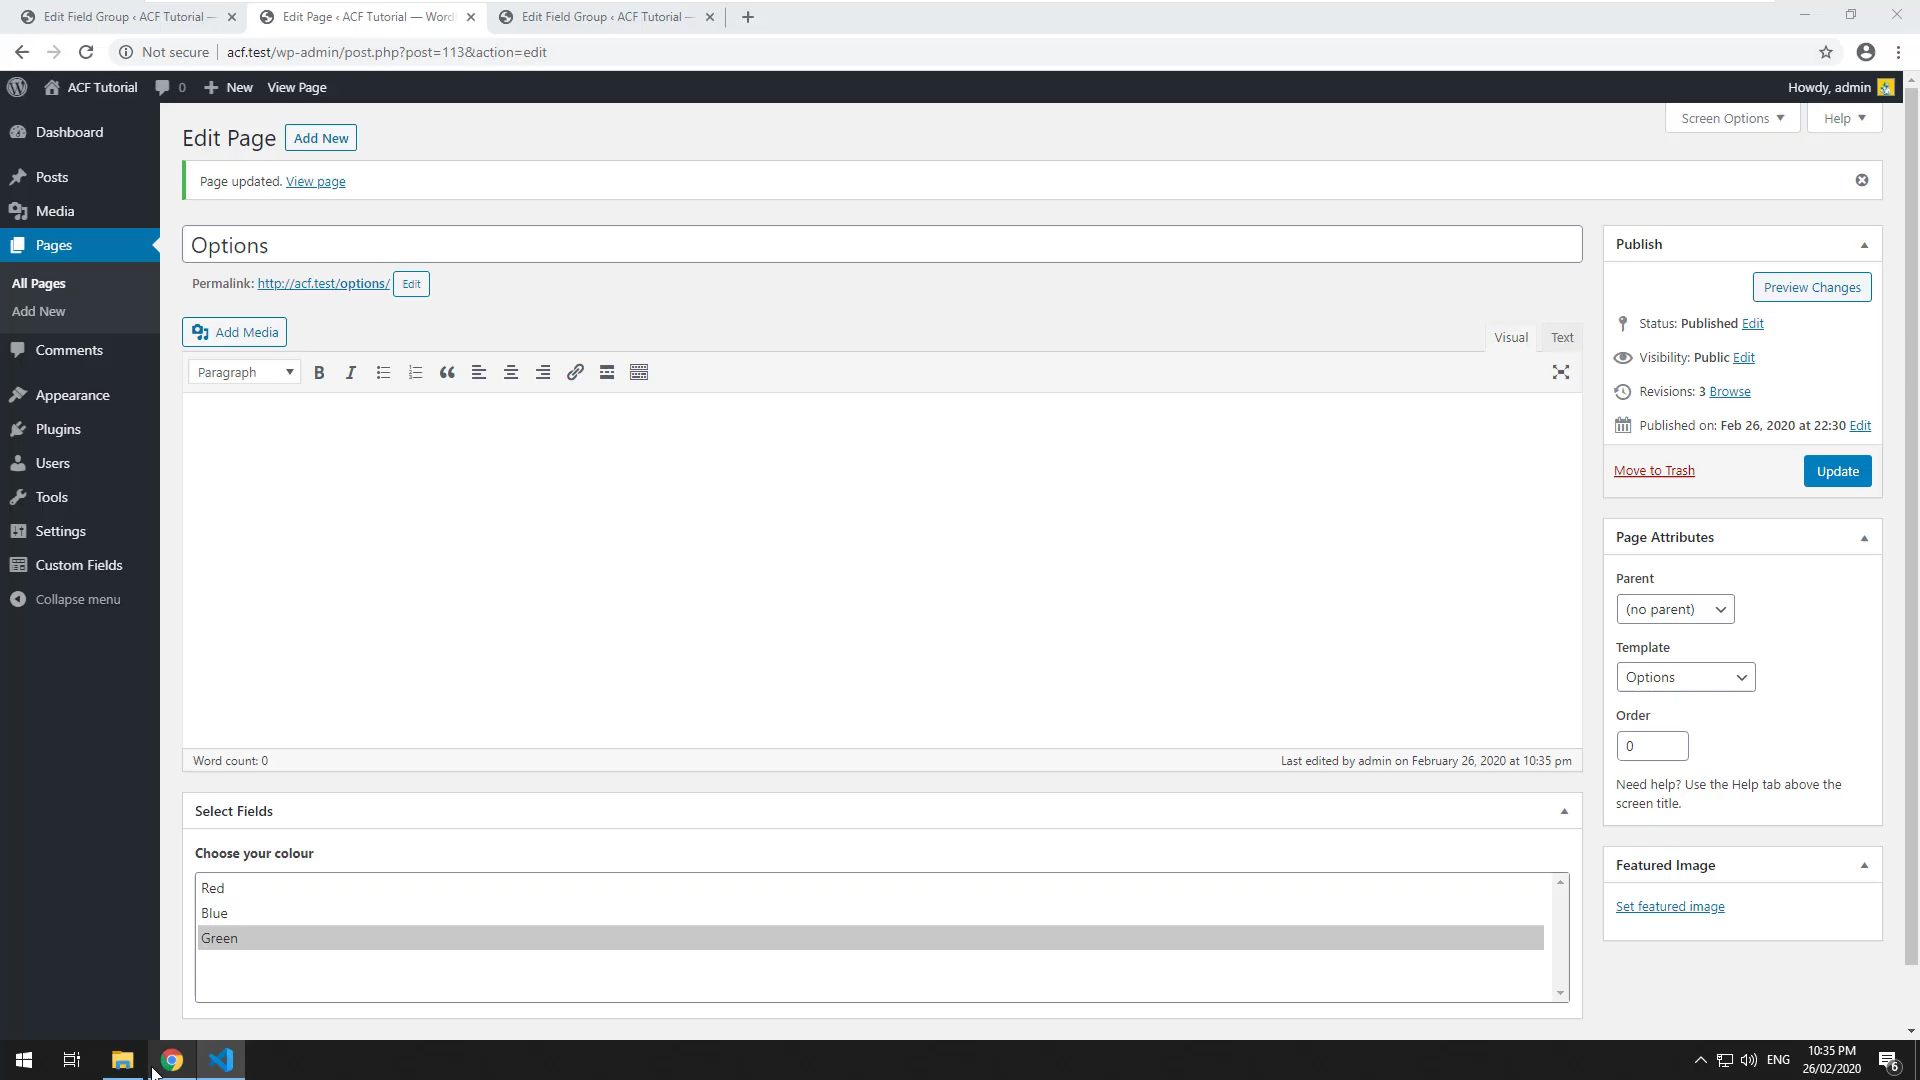 Edit Field Group ‹ ACF Tutorial —
Edit Page ‹ ACF Tutorial — Word
Edit Field Group ‹ ACF Tutorial —
Not secure
acf.test/wp-admin/post.php?post=113&action=edit
ACF Tutorial
0
New
View Page
Howdy, admin
Screen Options
Help
Dashboard
Posts
Media
Pages
All Pages
Add New
Comments
Appearance
Plugins
Users
Tools
Settings
Custom Fields
Collapse menu
Edit Page
Add New
Page updated. View page
Options
Permalink: http://acf.test/options/ Edit
Add Media
Visual
Text
Paragraph
Word count: 0
Last edited by admin on February 26, 2020 at 10:35 pm
Select Fields
Choose your colour
Red
Blue
Green
Publish
Preview Changes
Status: Published Edit
Visibility: Public Edit
Revisions: 3 Browse
Published on: Feb 26, 2020 at 22:30 Edit
Move to Trash
Update
Page Attributes
Parent
(no parent)
Template
Options
Order
0
Need help? Use the Help tab above the
screen title.
Featured Image
Set featured image
ENG
10:35 PM
26/02/2020
6